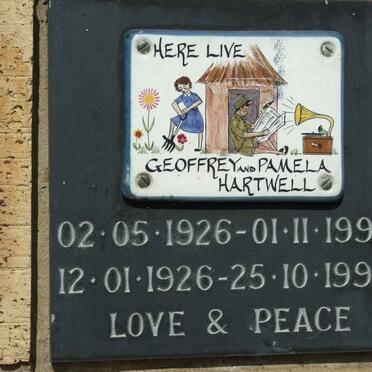 HERE LIVE
GEOFFREY AND PAMELA
HARTWELL
02·05·1926-01·11·199
12·01·1926-25·10·199
LOVE & PEACE